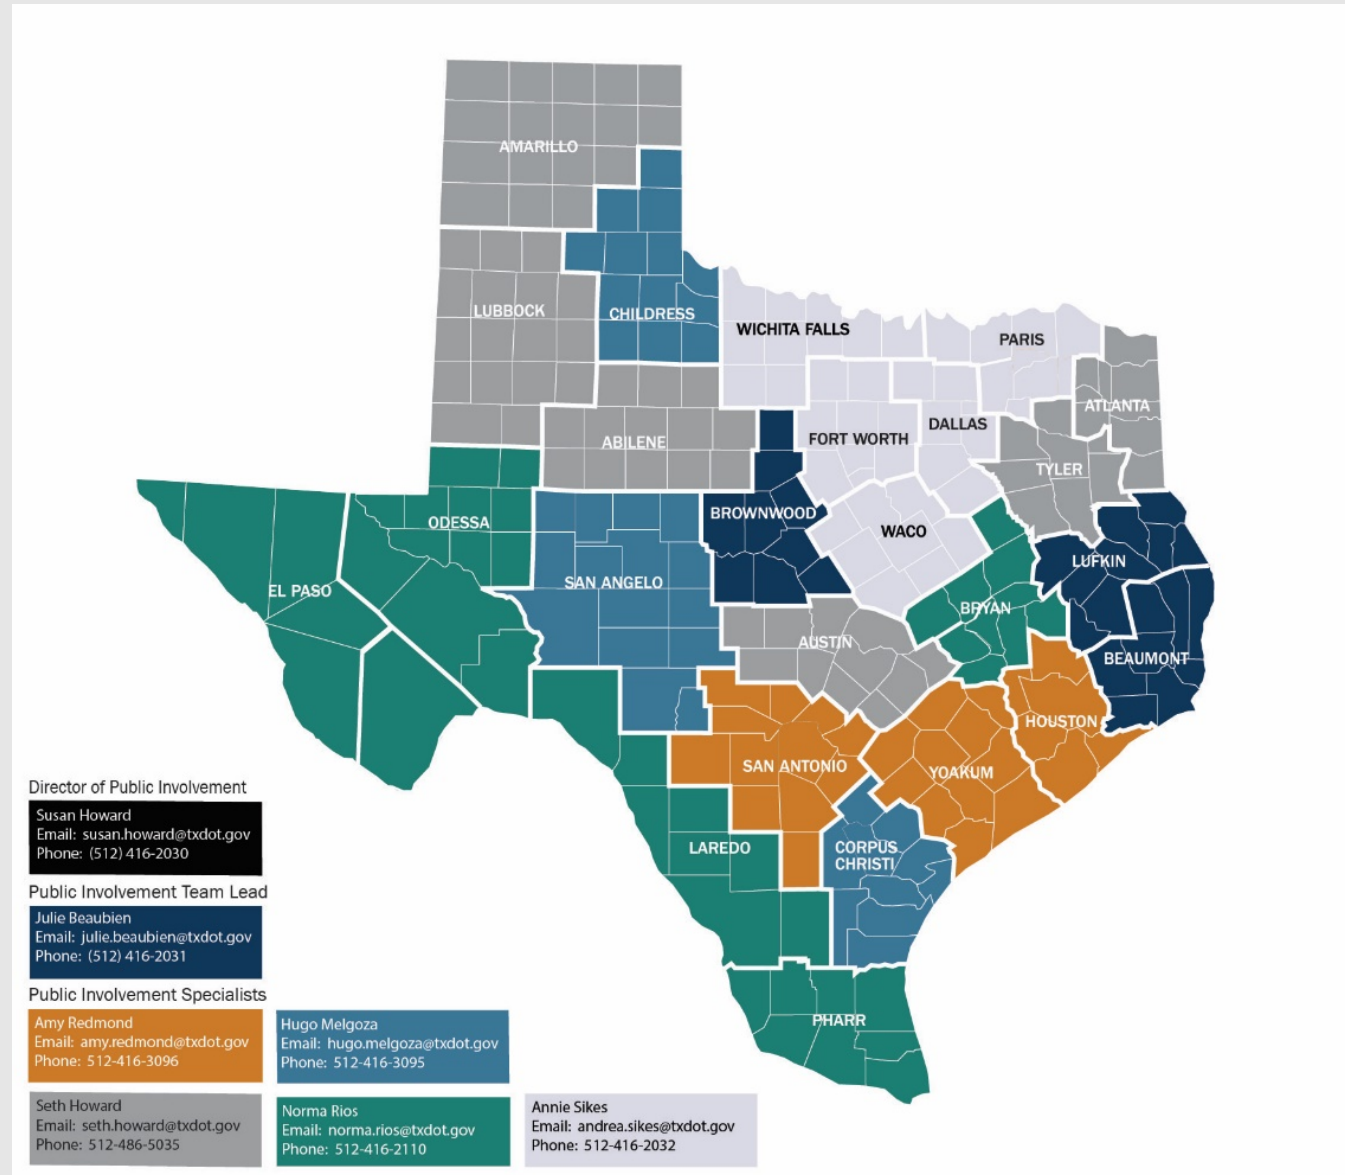 AMARILLO
LUBBOCK
CHILDRESS
WICHITA FALLS
PARIS
ATLANTA
ABILENE
FORT WORTH
DALLAS
TYLER
ODESSA
BROWNWOOD
WACO
EL PASO
SAN ANGELO
LUFKIN
BRYAN
AUSTIN
BEAUMONT
HOUSTON
SAN ANTONIO
YOAKUM
LAREDO
CORPUS
CHRISTI
PHARR
Director of Public Involvement
Susan Howard
Email: susan.howard@txdot.gov
Phone: (512) 416-2030
Public Involvement Team Lead
Julie Beaubien
Email: julie.beaubien@txdot.gov
Phone: (512) 416-2031
Public Involvement Specialists
Amy Redmond
Email: amy.redmond@txdot.gov
Phone: 512-416-3096
Hugo Melgoza
Email: hugo.melgoza@txdot.gov
Phone: 512-416-3095
Seth Howard
Email: seth.howard@txdot.gov
Phone: 512-486-5035
Norma Rios
Email: norma.rios@txdot.gov
Phone: 512-416-2110
Annie Sikes
Email: andrea.sikes@txdot.gov
Phone: 512-416-2032